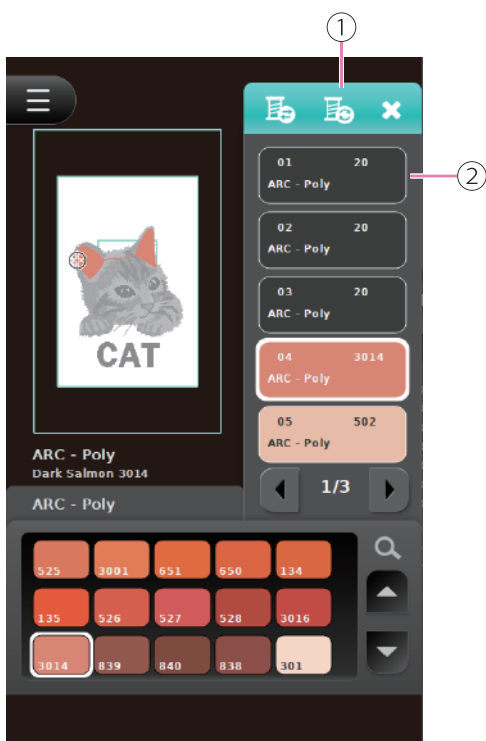 ①
01 20
ARC - Poly
②
02 20
ARC - Poly
03 20
ARC - Poly
04 3014
ARC - Poly
05 502
ARC - Poly
1/3
CAT
ARC - Poly
Dark Salmon 3014
ARC - Poly
525 3001 651 650 134
135 526 527 528 3016
3014 839 840 838 301